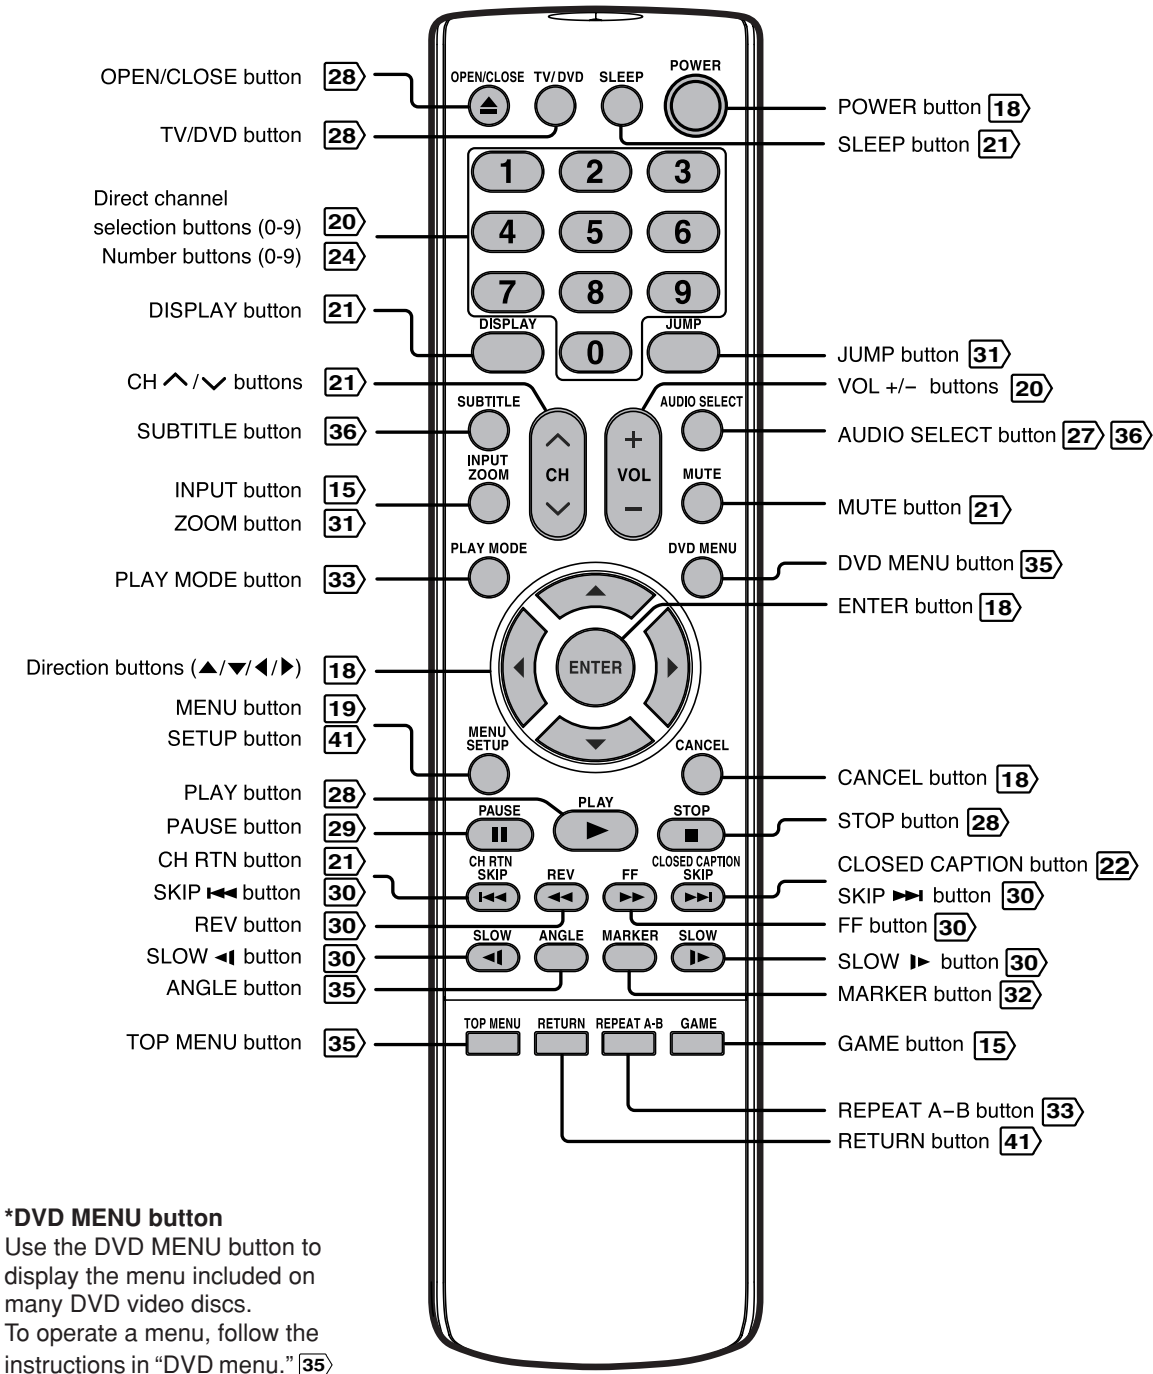 OPEN/CLOSE button 28
TV/DVD button 28
Direct channel
selection buttons (0-9) 20
Number buttons (0-9) 24
DISPLAY button 21
CH / buttons 21
SUBTITLE button 36
INPUT button 15
ZOOM button 31
PLAY MODE button 33
Direction buttons (▲/▼/◀/▶) 18
MENU button 19
SETUP button 41
PLAY button 28
PAUSE button 29
CH RTN button 21
SKIP button 30
REV button 30
SLOW button 30
ANGLE button 35
TOP MENU button 35
OPEN/CLOSE TV/DVD SLEEP POWER
1 2 3
4 5 6
7 8 9
DISPLAY 0 JUMP
SUBTITLE AUDIO SELECT
INPUT
ZOOM CH + VOL − MUTE
PLAY MODE DVD MENU
ENTER
MENU
SETUP CANCEL
PAUSE PLAY STOP
CH RTN CLOSED CAPTION
SKIP REV FF SKIP
SLOW ANGLE MARKER SLOW
TOP MENU RETURN REPEAT A-B GAME
POWER button 18
SLEEP button 21
JUMP button 31
VOL +/− buttons 20
AUDIO SELECT button 27 36
MUTE button 21
DVD MENU button 35
ENTER button 18
CANCEL button 18
STOP button 28
CLOSED CAPTION button 22
SKIP button 30
FF button 30
SLOW button 30
MARKER button 32
GAME button 15
REPEAT A−B button 33
RETURN button 41
*DVD MENU button
Use the DVD MENU button to
display the menu included on
many DVD video discs.
To operate a menu, follow the
instructions in “DVD menu.” 35